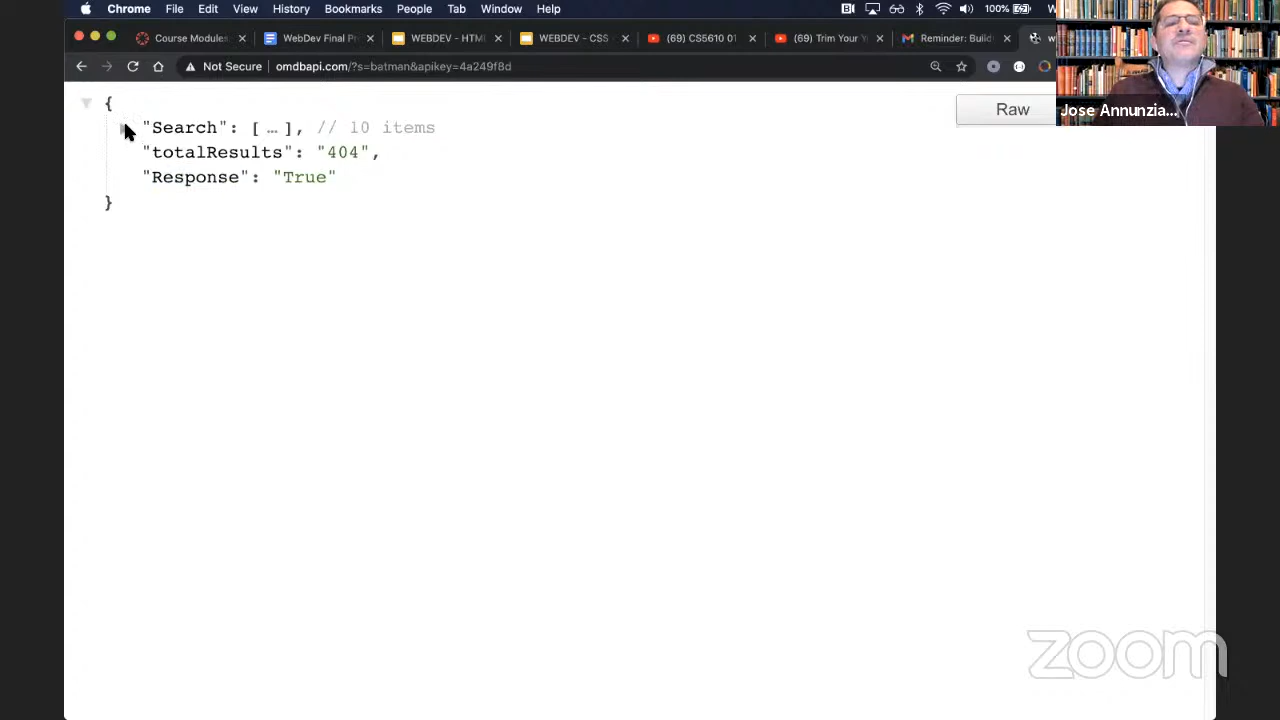 Chrome File Edit View History Bookmarks People Tab Window Help 100%
Course Modules: WebDev Final P WEBDEV - HTM WEBDEV - CSS (69) CS5610 01 (69) Trim Your Reminder: Build
Not Secure omdbapi.com/?s=batman&apikey=4a249f8d
{
"Search": [ … ], // 10 items
"totalResults": "404",
"Response": "True"
}
Raw
Jose Annunzia...
zoom